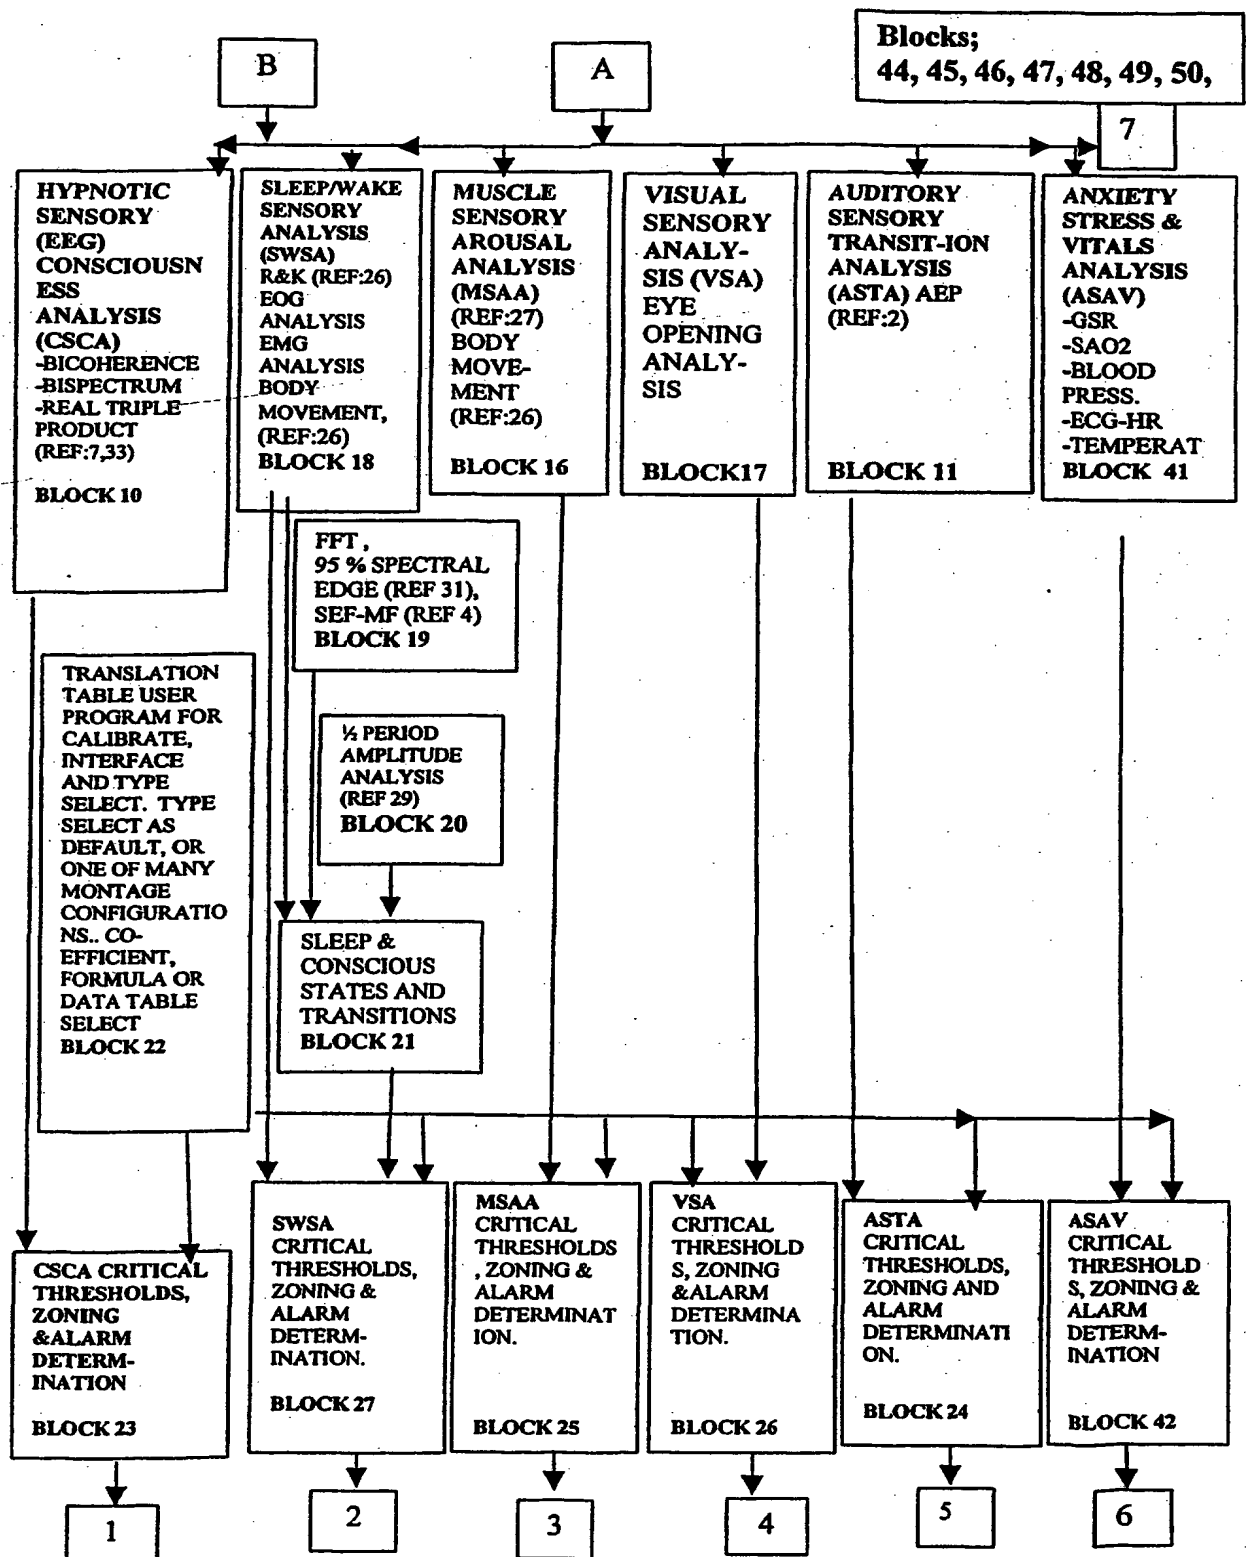 B
A
Blocks;
44, 45, 46, 47, 48, 49, 50,
7
HYPNOTIC
SENSORY
(EEG)
CONSCIOUSN
ESS
ANALYSIS
(CSCA)
-BICOHERENCE
-BISPECTRUM
-REAL TRIPLE
PRODUCT
(REF:7,33)
BLOCK 10
SLEEP/WAKE
SENSORY
ANALYSIS
(SWSA)
R&K (REF:26)
EOG
ANALYSIS
EMG
ANALYSIS
BODY
MOVEMENT,
(REF:26)
BLOCK 18
MUSCLE
SENSORY
AROUSAL
ANALYSIS
(MSAA)
(REF:27)
BODY
MOVE-
MENT
(REF:26)
BLOCK 16
VISUAL
SENSORY
ANALY-
SIS (VSA)
EYE
OPENING
ANALY-
SIS
BLOCK17
AUDITORY
SENSORY
TRANSIT-ION
ANALYSIS
(ASTA) AEP
(REF:2)
BLOCK 11
ANXIETY
STRESS &
VITALS
ANALYSIS
(ASAV)
-GSR
-SAO2
-BLOOD
PRESS.
-ECG-HR
-TEMPERAT
BLOCK 41
FFT,
95 % SPECTRAL
EDGE (REF 31),
SEF-MF (REF 4)
BLOCK 19
TRANSLATION
TABLE USER
PROGRAM FOR
CALIBRATE,
INTERFACE
AND TYPE
SELECT. TYPE
SELECT AS
DEFAULT, OR
ONE OF MANY
MONTAGE
CONFIGURATIO
NS.. CO-
EFFICIENT,
FORMULA OR
DATA TABLE
SELECT
BLOCK 22
½ PERIOD
AMPLITUDE
ANALYSIS
(REF 29)
BLOCK 20
SLEEP &
CONSCIOUS
STATES AND
TRANSITIONS
BLOCK 21
CSCA CRITICAL
THRESHOLDS,
ZONING
&ALARM
DETERM-
INATION
BLOCK 23
SWSA
CRITICAL
THRESHOLDS,
ZONING &
ALARM
DETERM-
INATION.
BLOCK 27
MSAA
CRITICAL
THRESHOLDS
, ZONING &
ALARM
DETERMINAT
ION.
BLOCK 25
VSA
CRITICAL
THRESHOLD
S, ZONING
&ALARM
DETERMINA
TION.
BLOCK 26
ASTA
CRITICAL
THRESHOLDS,
ZONING AND
ALARM
DETERMINATI
ON.
BLOCK 24
ASAV
CRITICAL
THRESHOLD
S, ZONING &
ALARM
DETERM-
INATION
BLOCK 42
1
2
3
4
5
6